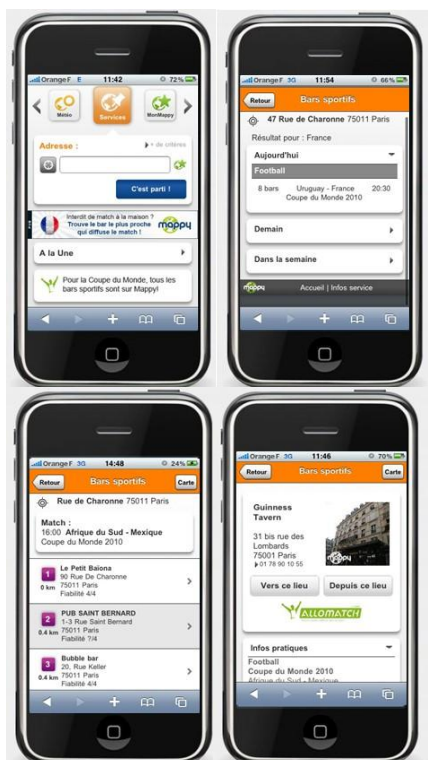 Orange F E 11:42 72%
Météo
Services
MonMappy
Adresse :
+ de critères
C'est parti !
Interdit de match à la maison ?
Trouve le bar le plus proche
qui diffuse le match !
mappy
A la Une
Pour la Coupe du Monde, tous les
bars sportifs sont sur Mappy!
Orange F 3G 11:54 66%
Retour
Bars sportifs
47 Rue de Charonne 75011 Paris
Résultat pour : France
Aujourd'hui
Football
8 bars Uruguay - France 20:30
Coupe du Monde 2010
Demain
Dans la semaine
mappy
Accueil | Infos service
Orange F 3G 14:48 24%
Retour
Bars sportifs
Carte
Rue de Charonne 75011 Paris
Match :
16:00 Afrique du Sud - Mexique
Coupe du Monde 2010
1
0 km
Le Petit Baïona
90 Rue De Charonne
75011 Paris
Fiabilité 4/4
2
0.4 km
PUB SAINT BERNARD
1-3 Rue Saint Bernard
75011 Paris
Fiabilité ?/4
3
0.4 km
Bubble bar
20, Rue Keller
75011 Paris
Fiabilité 4/4
Orange F 3G 11:46 70%
Retour
Bars sportifs
Carte
Guinness
Tavern
31 bis rue des
Lombards
75001 Paris
01 78 90 10 55
mappy
Vers ce lieu
Depuis ce lieu
ALLOMATCH
Infos pratiques
Football
Coupe du Monde 2010
Afrique du Sud - Mexique